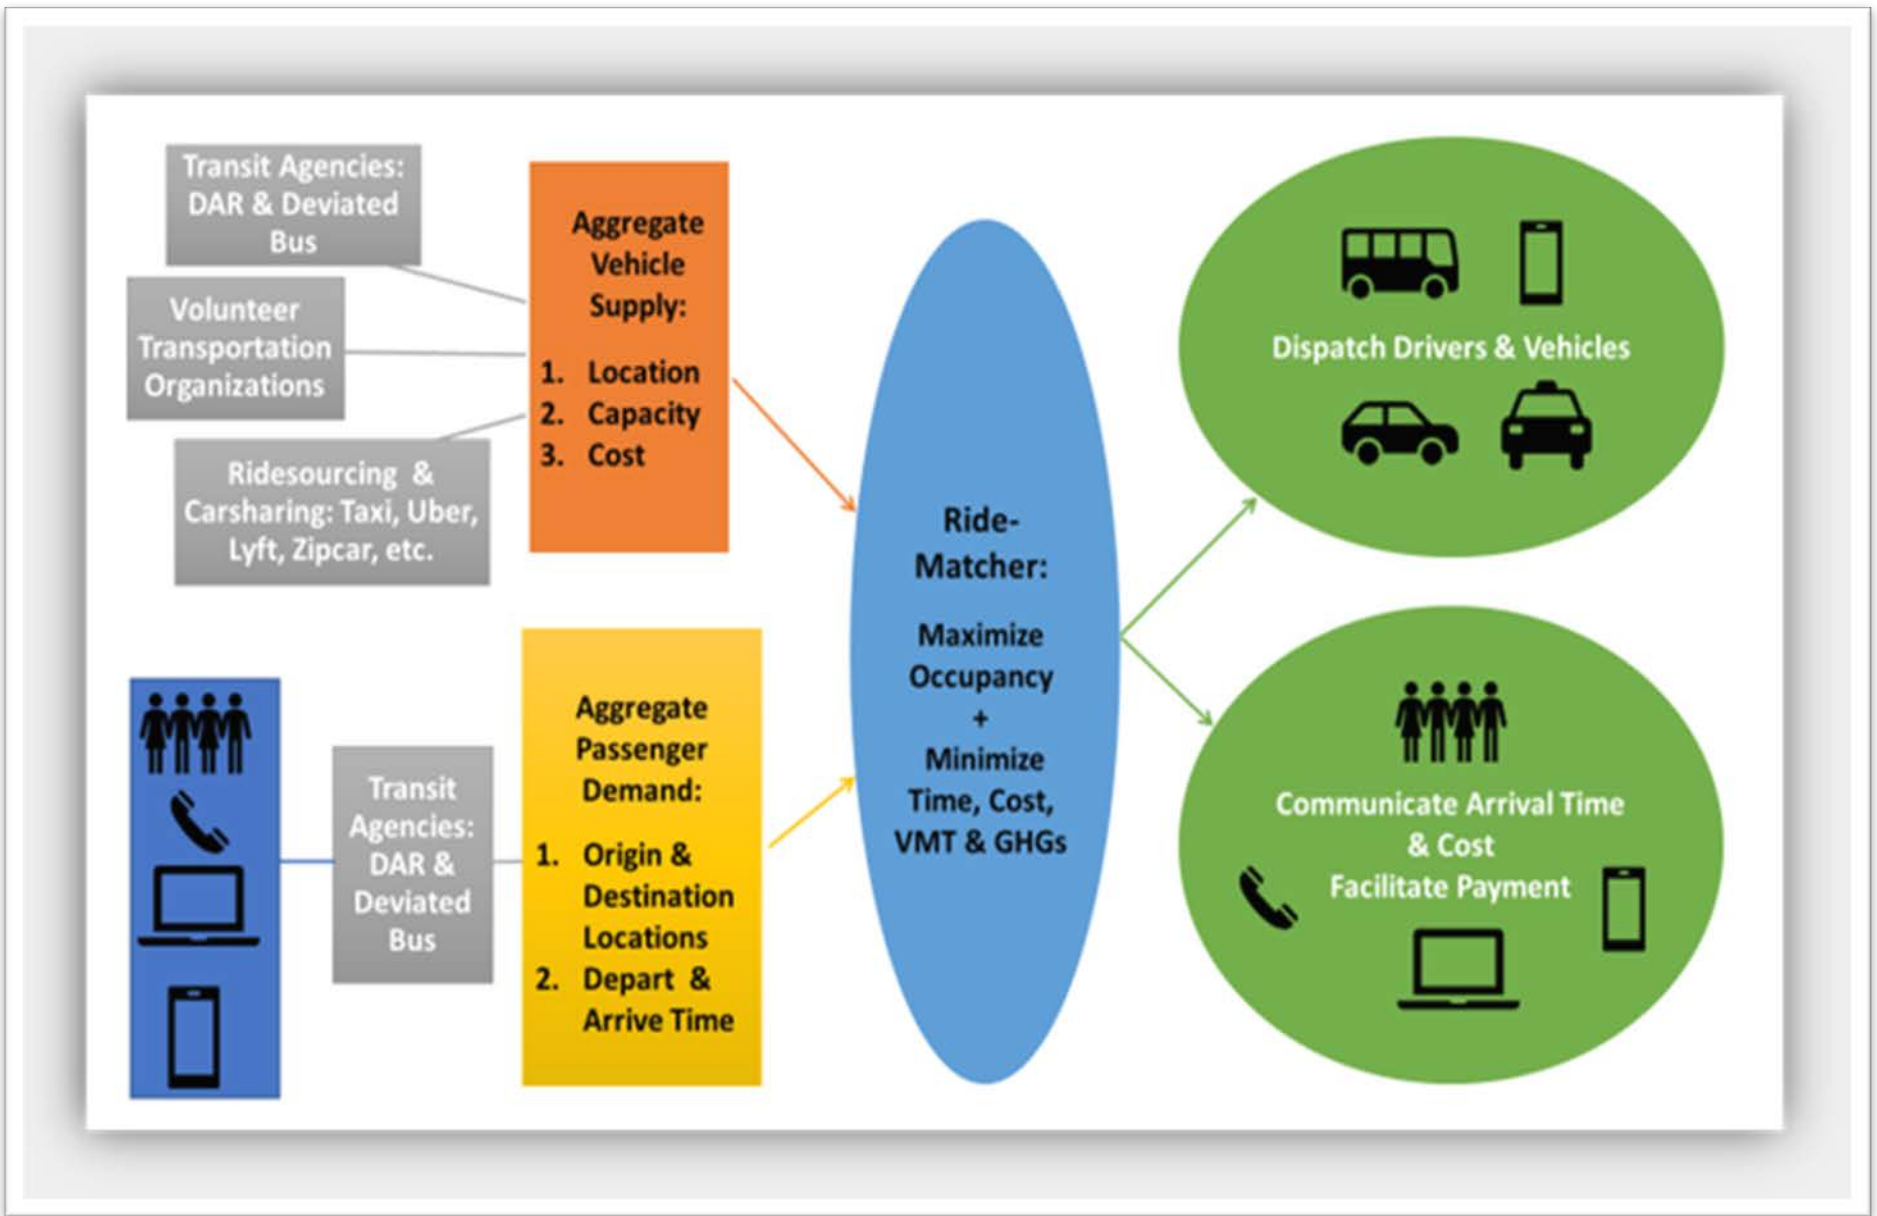 Transit Agencies:
DAR & Deviated
Bus
Volunteer
Transportation
Organizations
Ridesourcing &
Carsharing: Taxi, Uber,
Lyft, Zipcar, etc.
Aggregate
Vehicle
Supply:
1. Location
2. Capacity
3. Cost
Transit
Agencies:
DAR &
Deviated
Bus
Aggregate
Passenger
Demand:
1. Origin &
Destination
Locations
2. Depart &
Arrive Time
Ride-
Matcher:
Maximize
Occupancy
+
Minimize
Time, Cost,
VMT & GHGs
Dispatch Drivers & Vehicles
Communicate Arrival Time
& Cost
Facilitate Payment